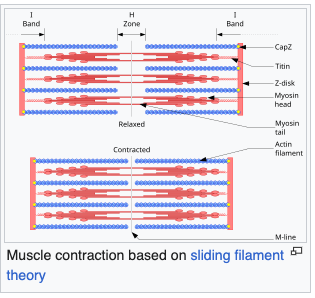 I
Band
H
Zone
I
Band
CapZ
Titin
Z-disk
Myosin
head
Relaxed
Myosin
tail
Contracted
Actin
filament
M-line
Muscle contraction based on sliding filament
theory